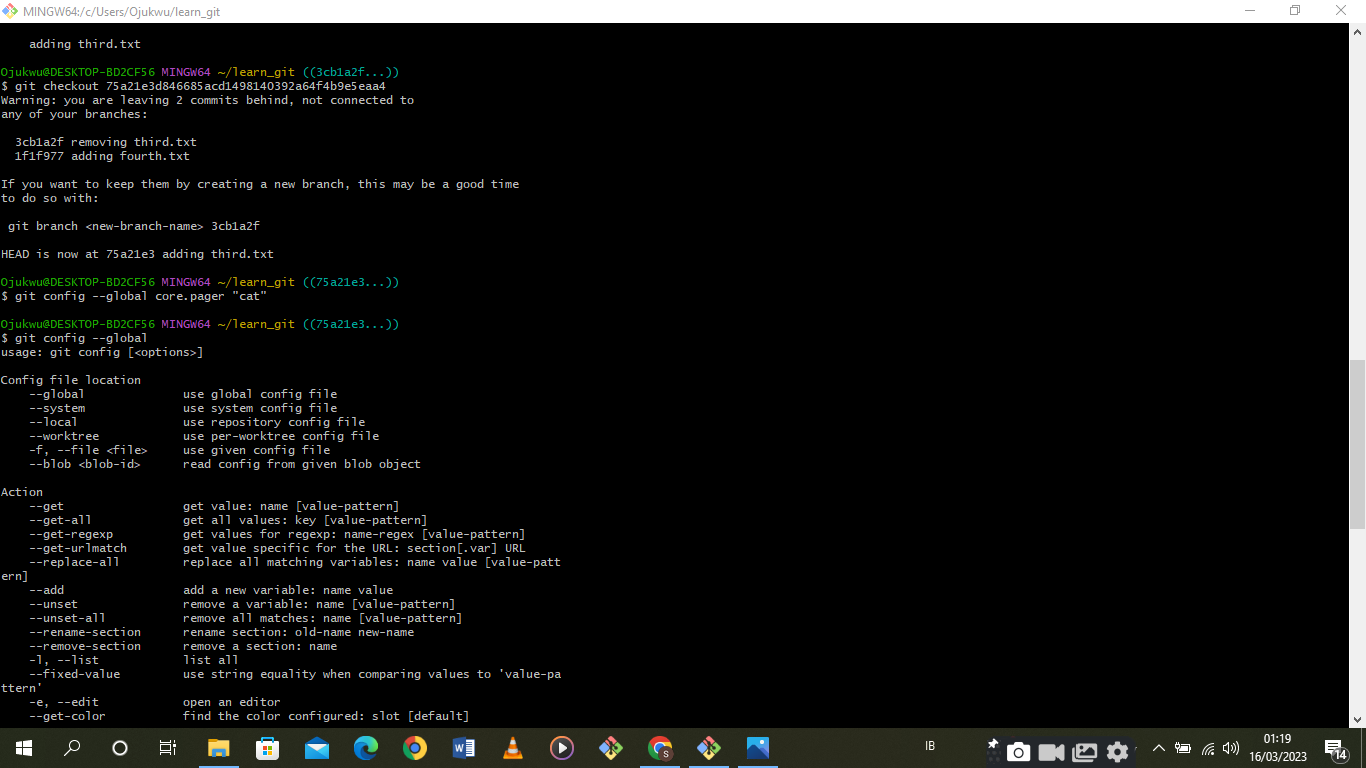 MINGW64:/c/Users/Ojukwu/learn_git
    adding third.txt
Ojukwu@DESKTOP-BD2CF56 MINGW64 ~/learn_git ((3cb1a2f...))
$ git checkout 75a21e3d846685acd1498140392a64f4b9e5eaa4
Warning: you are leaving 2 commits behind, not connected to
any of your branches:
  3cb1a2f removing third.txt
  1f1f977 adding fourth.txt
If you want to keep them by creating a new branch, this may be a good time
to do so with:
 git branch <new-branch-name> 3cb1a2f
HEAD is now at 75a21e3 adding third.txt
Ojukwu@DESKTOP-BD2CF56 MINGW64 ~/learn_git ((75a21e3...))
$ git config --global core.pager "cat"
Ojukwu@DESKTOP-BD2CF56 MINGW64 ~/learn_git ((75a21e3...))
$ git config --global
usage: git config [<options>]
Config file location
    --global              use global config file
    --system              use system config file
    --local               use repository config file
    --worktree            use per-worktree config file
    -f, --file <file>     use given config file
    --blob <blob-id>      read config from given blob object
Action
    --get                 get value: name [value-pattern]
    --get-all             get all values: key [value-pattern]
    --get-regexp          get values for regexp: name-regex [value-pattern]
    --get-urlmatch        get value specific for the URL: section[.var] URL
    --replace-all         replace all matching variables: name value [value-patt
ern]
    --add                 add a new variable: name value
    --unset               remove a variable: name [value-pattern]
    --unset-all           remove all matches: name [value-pattern]
    --rename-section      rename section: old-name new-name
    --remove-section      remove a section: name
    -l, --list            list all
    --fixed-value         use string equality when comparing values to 'value-pa
ttern'
    -e, --edit            open an editor
    --get-color           find the color configured: slot [default]
IB
01:19
16/03/2023
14